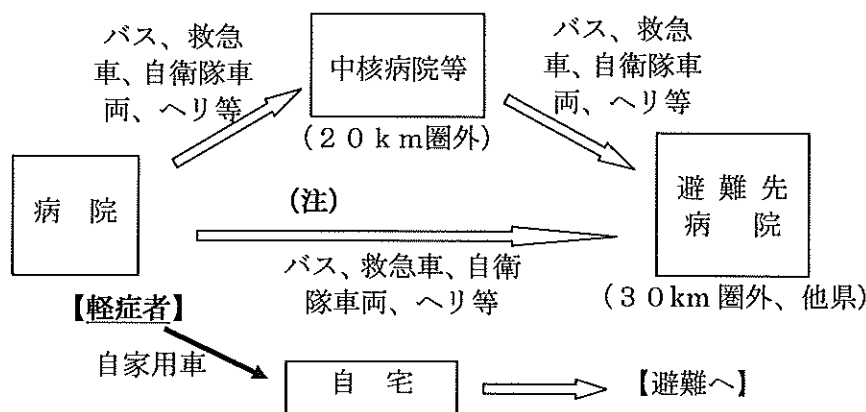 バス、救急
車、自衛隊車
両、ヘリ等
中核病院等
(20km圏外)
バス、救急
車、自衛隊車
両、ヘリ等
病 院
(注)
避 難 先
病 院
バス、救急車、自衛
隊車両、ヘリ等
(30km圏外、他県)
【軽症者】
自家用車
自 宅
【避難へ】